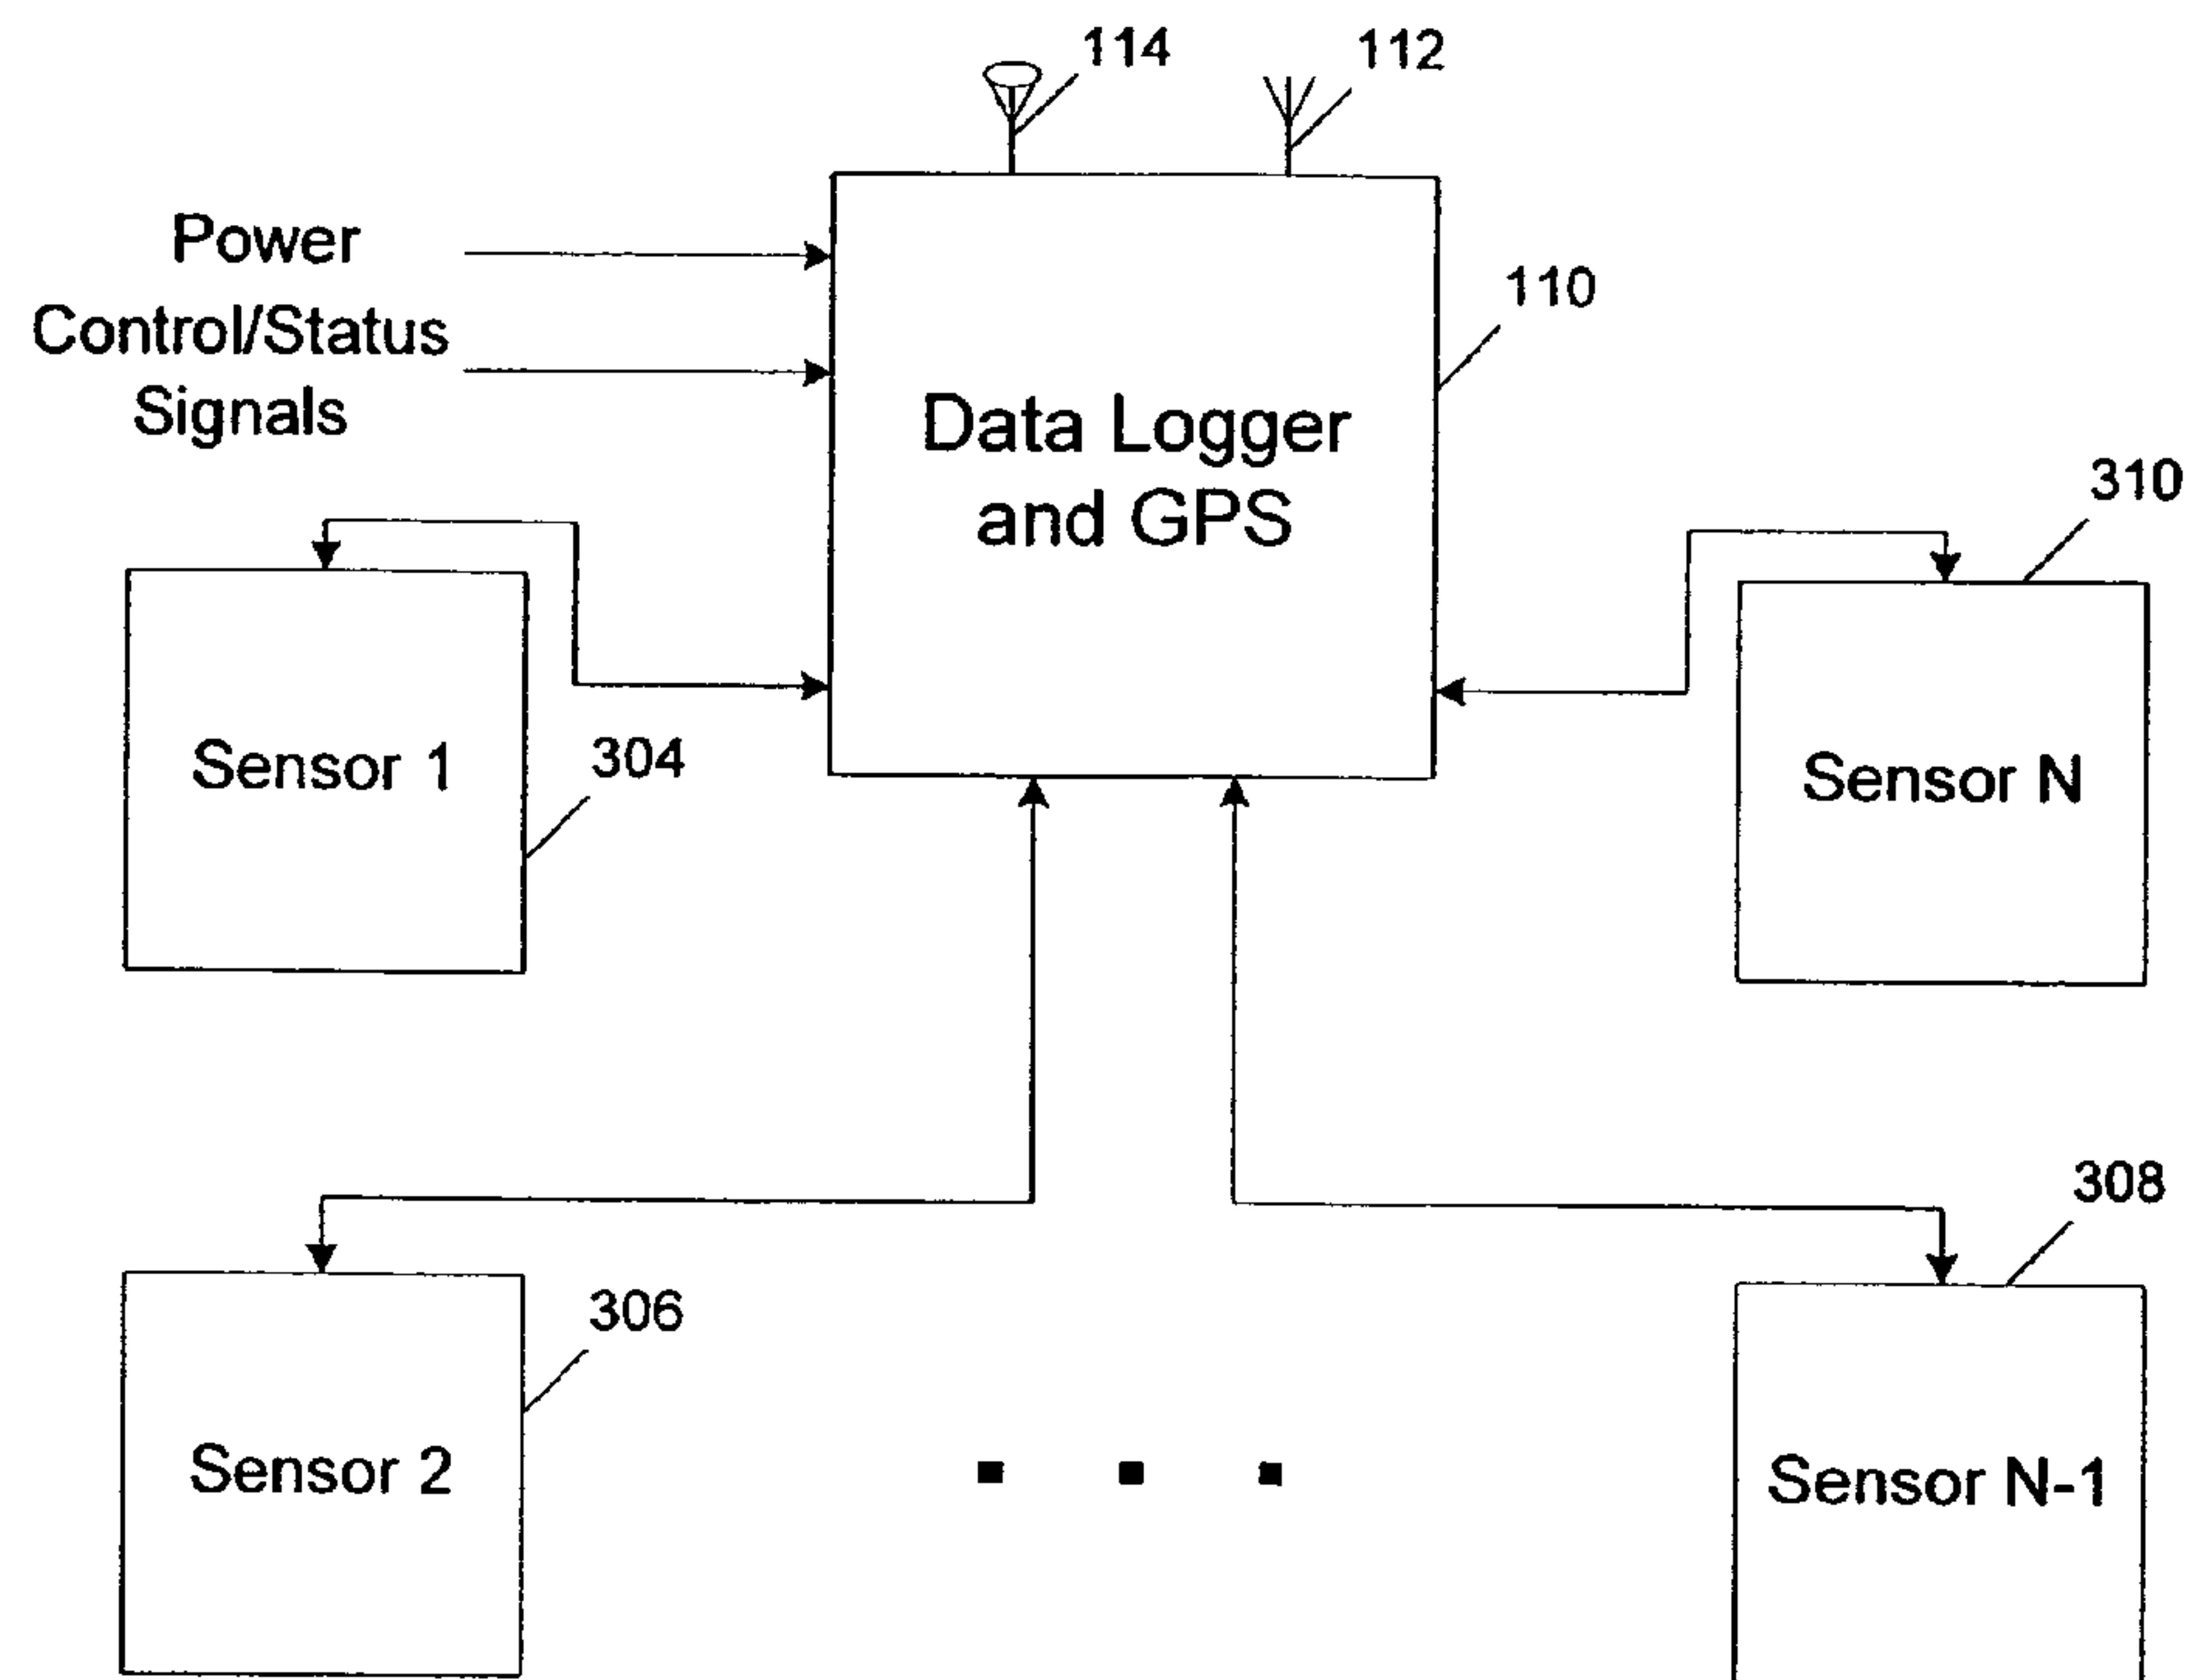 114
112
Power
Control/Status
Signals
110
Data Logger
and GPS
310
Sensor 1
304
Sensor N
308
306
Sensor 2
Sensor N-1